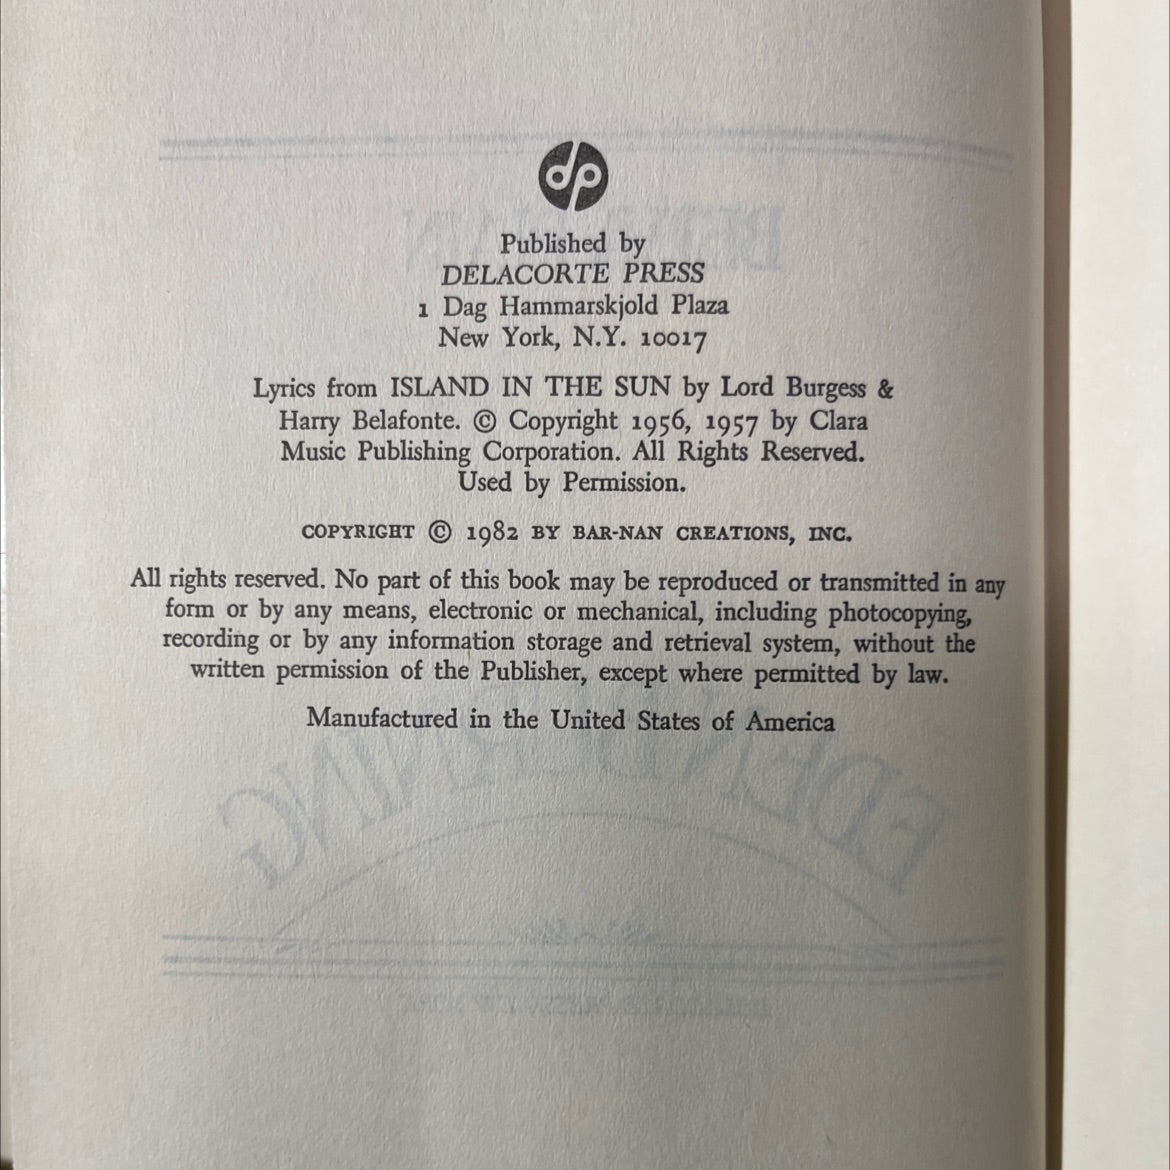 dp
Published by
DELACORTE PRESS
1 Dag Hammarskjold Plaza
New York, N.Y. 10017
Lyrics from ISLAND IN THE SUN by Lord Burgess &
Harry Belafonte. © Copyright 1956, 1957 by Clara
Music Publishing Corporation. All Rights Reserved.
Used by Permission.
COPYRIGHT © 1982 BY BAR-NAN CREATIONS, INC.
All rights reserved. No part of this book may be reproduced or transmitted in any
form or by any means, electronic or mechanical, including photocopying,
recording or by any information storage and retrieval system, without the
written permission of the Publisher, except where permitted by law.
Manufactured in the United States of America
EDEN BURNING